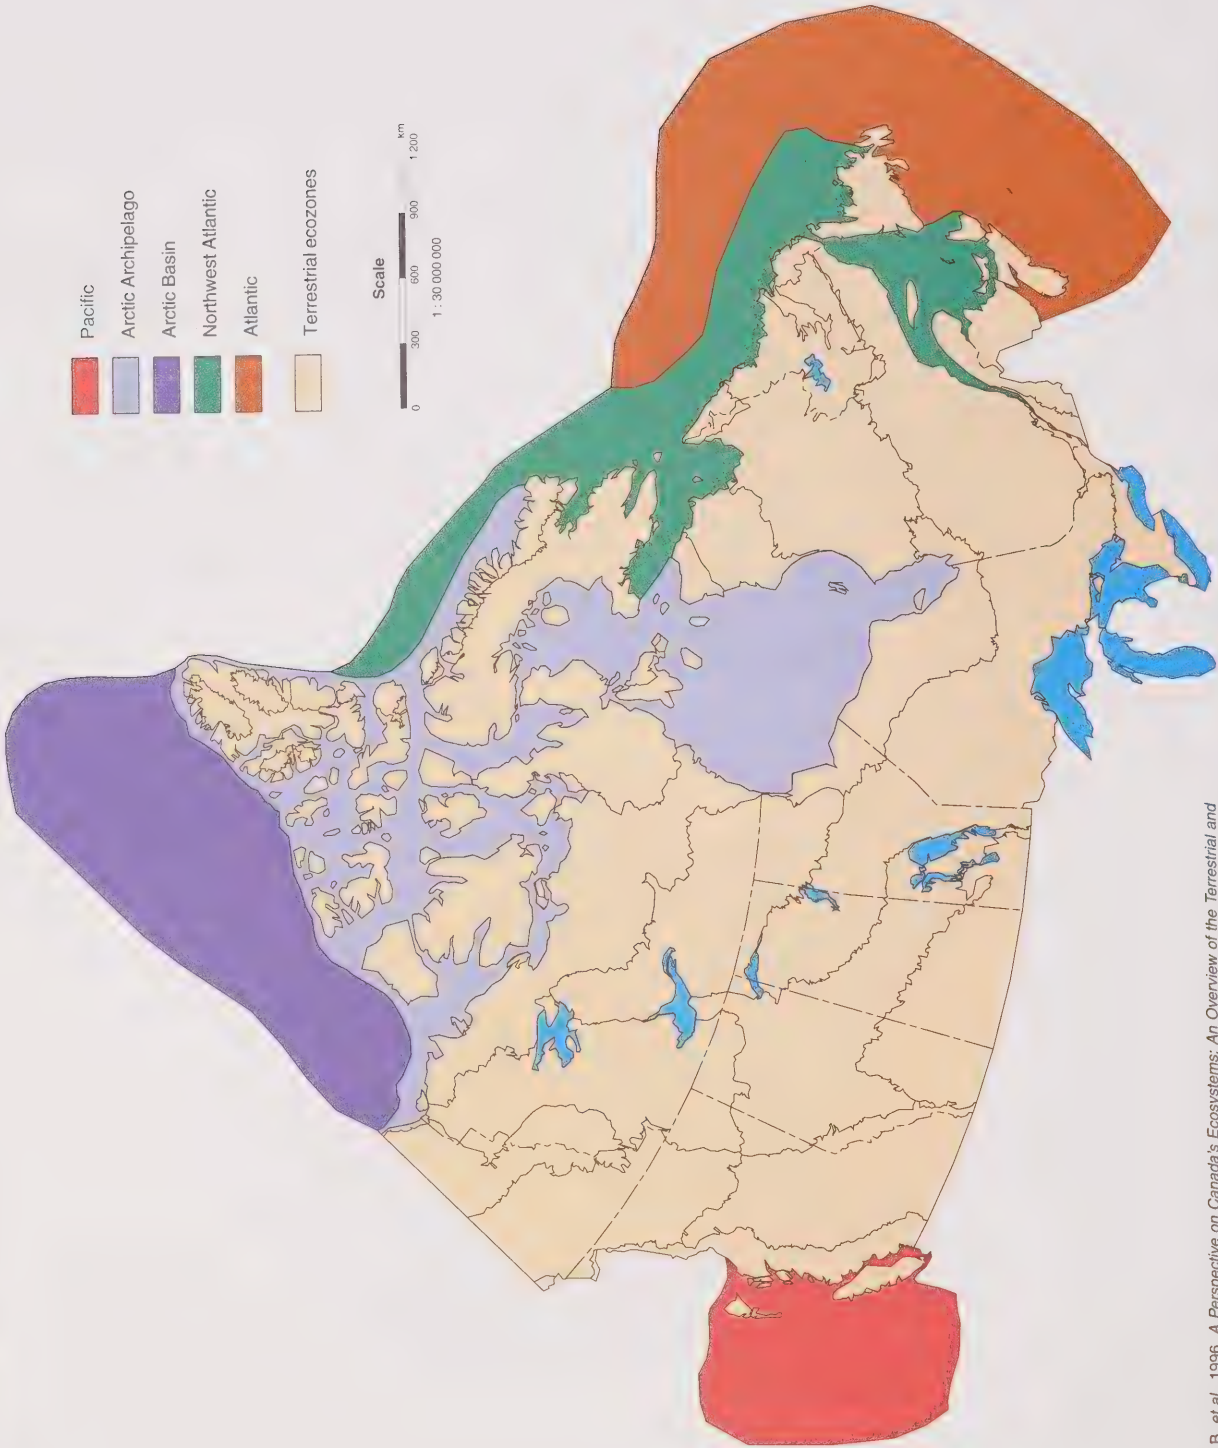 Pacific
Arctic Archipelago
Arctic Basin
Northwest Atlantic
Atlantic
Terrestrial ecozones
Scale
0 300 600 900 1 200 km
1 : 30 000 000
B. et al. 1996. A Perspective on Canada's Ecosystems: An Overview of the Terrestrial and